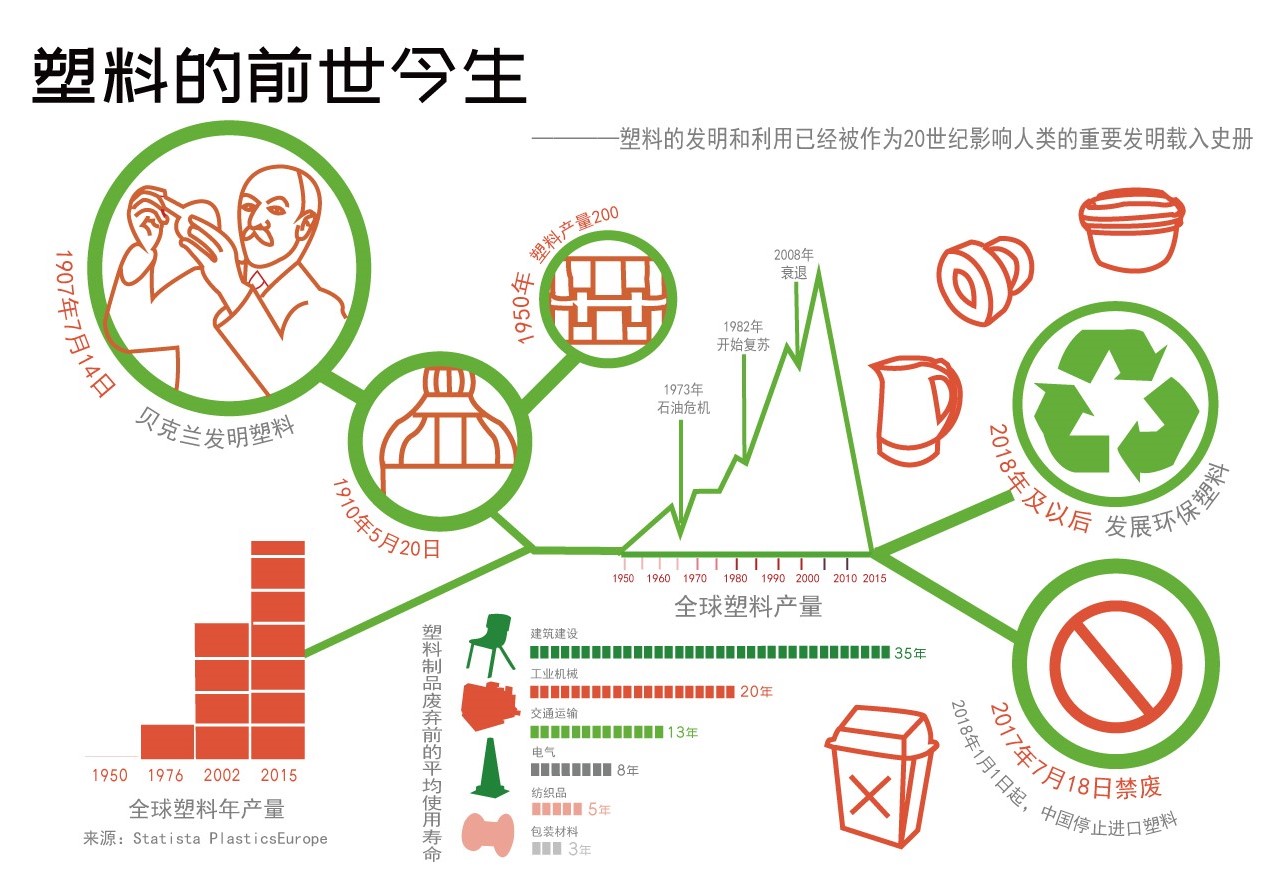 塑料的前世今生
————塑料的发明和利用已经被作为20世纪影响人类的重要发明载入史册
1907年7月14日
贝克兰发明塑料
1910年5月20日
1950年 塑料产量200
1973年
石油危机
1982年
开始复苏
2008年
衰退
1950 1960 1970 1980 1990 2000 2010 2015
全球塑料产量
2018年及以后 发展环保塑料
2017年7月18日禁废
2018年1月1日起，中国停止进口塑料
1950 1976 2002 2015
全球塑料年产量
来源：Statista PlasticsEurope
塑料制品废弃前的平均使用寿命
建筑建设
35年
工业机械
20年
交通运输
13年
电气
8年
纺织品
5年
包装材料
3年